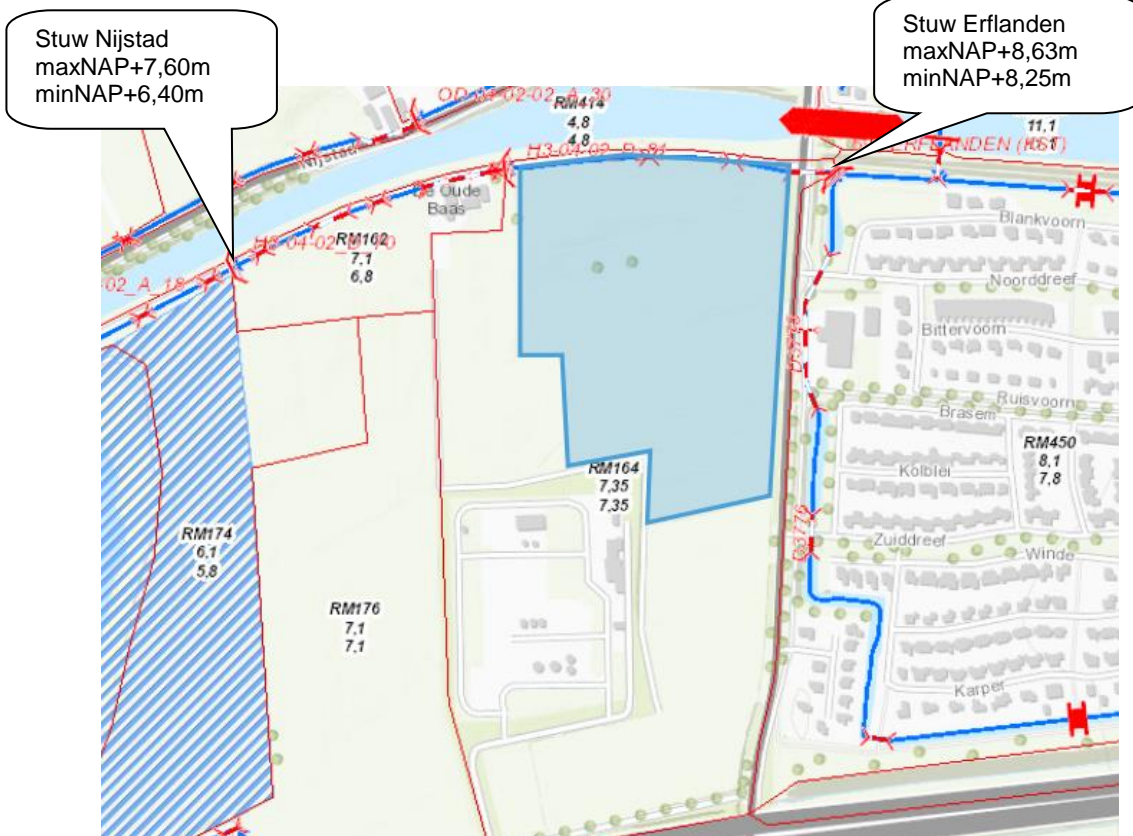 Stuw Nijstad
maxNAP+7,60m
minNAP+6,40m
Stuw Erflanden
maxNAP+8,63m
minNAP+8,25m
RM414
4,8
4,8
11.1
Nijstad
Oude
Baas
RM162
7,1
6,8
Blankvoorn
Noorddreef
Bittervoorn
Ruisvoorn
Brasem
RM450
8,1
7,8
Kolblei
RM164
7,35
7,35
Zuiddreef
Winde
RM174
6,1
5,8
RM176
7,1
7,1
Karper